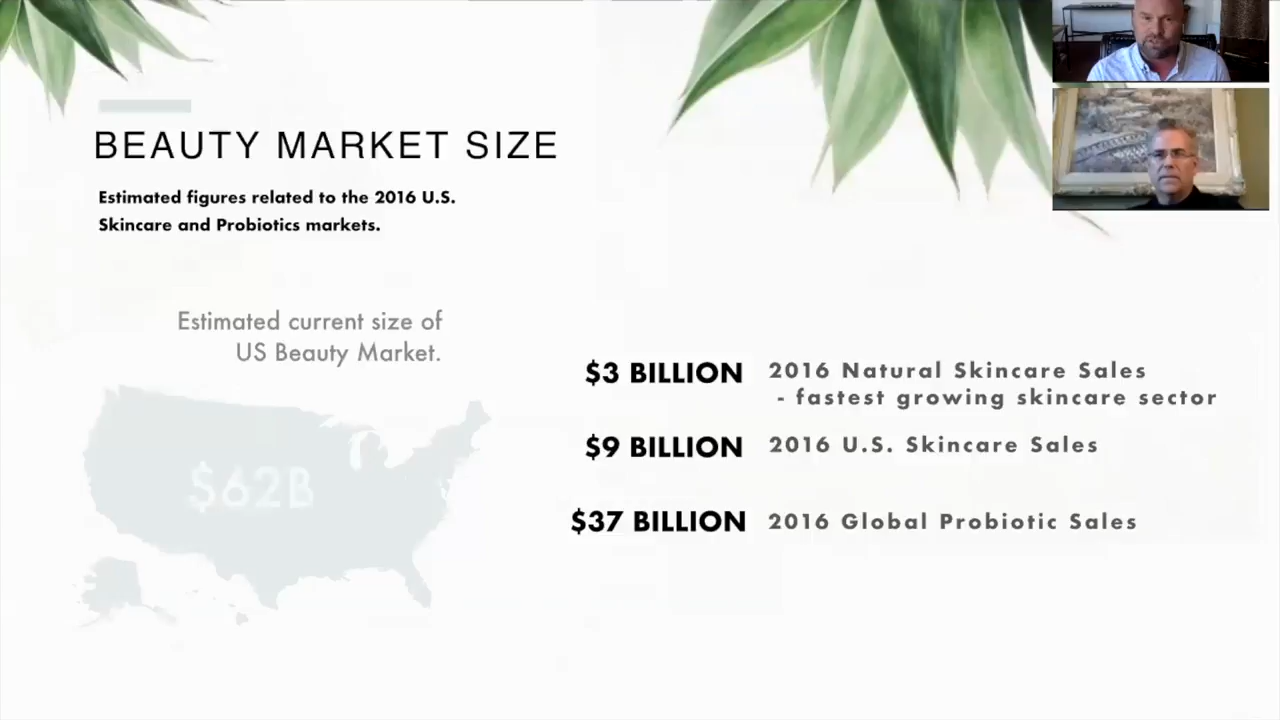 BEAUTY MARKET SIZE
Estimated figures related to the 2016 U.S.
Skincare and Probiotics markets.
Estimated current size of
US Beauty Market.
$62B
$3 BILLION 2016 Natural Skincare Sales
- fastest growing skincare sector
$9 BILLION 2016 U.S. Skincare Sales
$37 BILLION 2016 Global Probiotic Sales